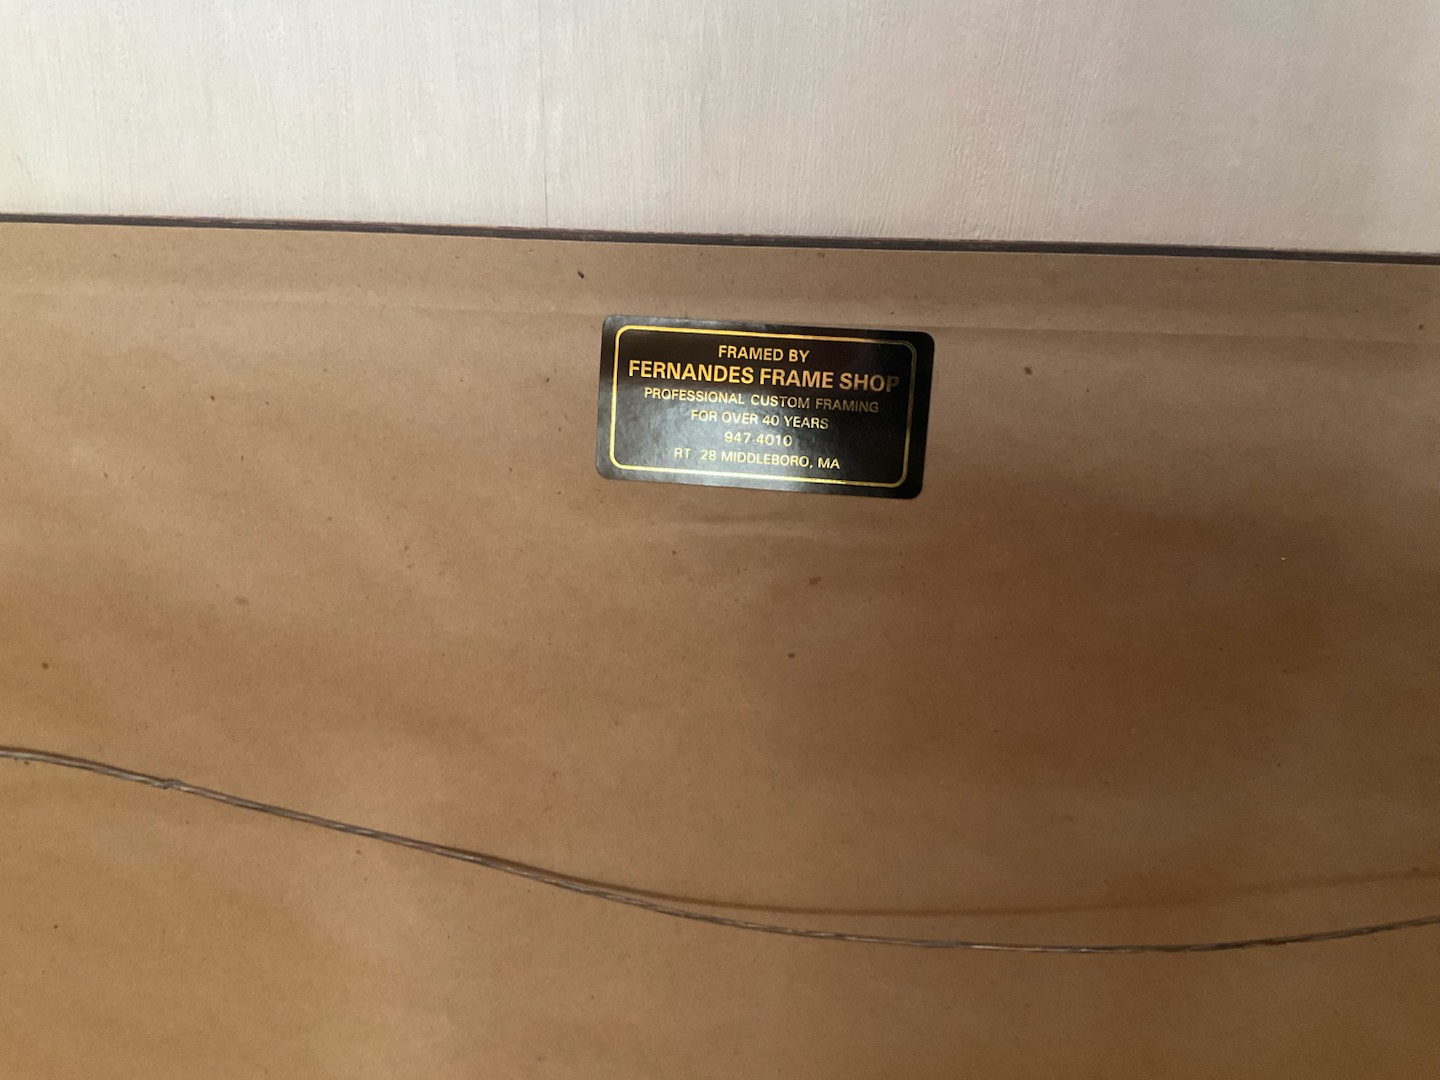 FRAMED BY
FERNANDES FRAME SHOP
PROFESSIONAL CUSTOM FRAMING
FOR OVER 40 YEARS
947-4010
RT. 28 MIDDLEBORO, MA